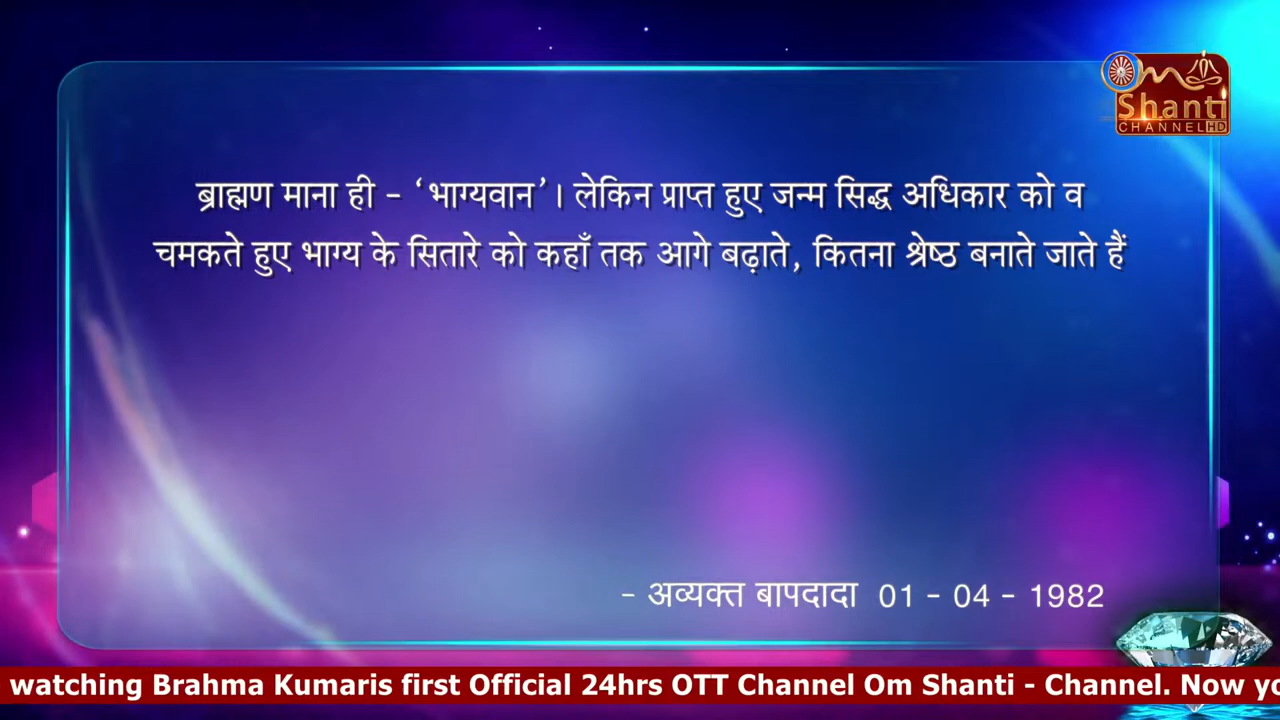 Om
Shanti
CHANNEL HD
ब्राह्मण माना ही - ‘भाग्यवान’। लेकिन प्राप्त हुए जन्म सिद्ध अधिकार को व
चमकते हुए भाग्य के सितारे को कहाँ तक आगे बढ़ाते, कितना श्रेष्ठ बनाते जाते हैं
- अव्यक्त बापदादा 01 - 04 - 1982
watching Brahma Kumaris first Official 24hrs OTT Channel Om Shanti - Channel. Now